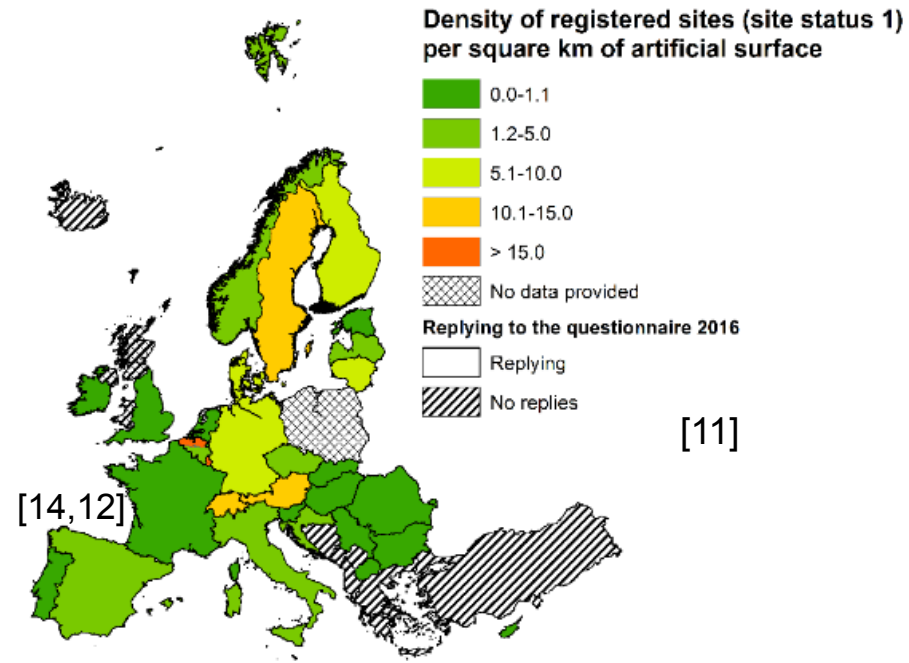 Density of registered sites (site status 1)
per square km of artificial surface
0.0-1.1
1.2-5.0
5.1-10.0
10.1-15.0
> 15.0
No data provided
Replying to the questionnaire 2016
Replying
No replies
[11]
[14,12]